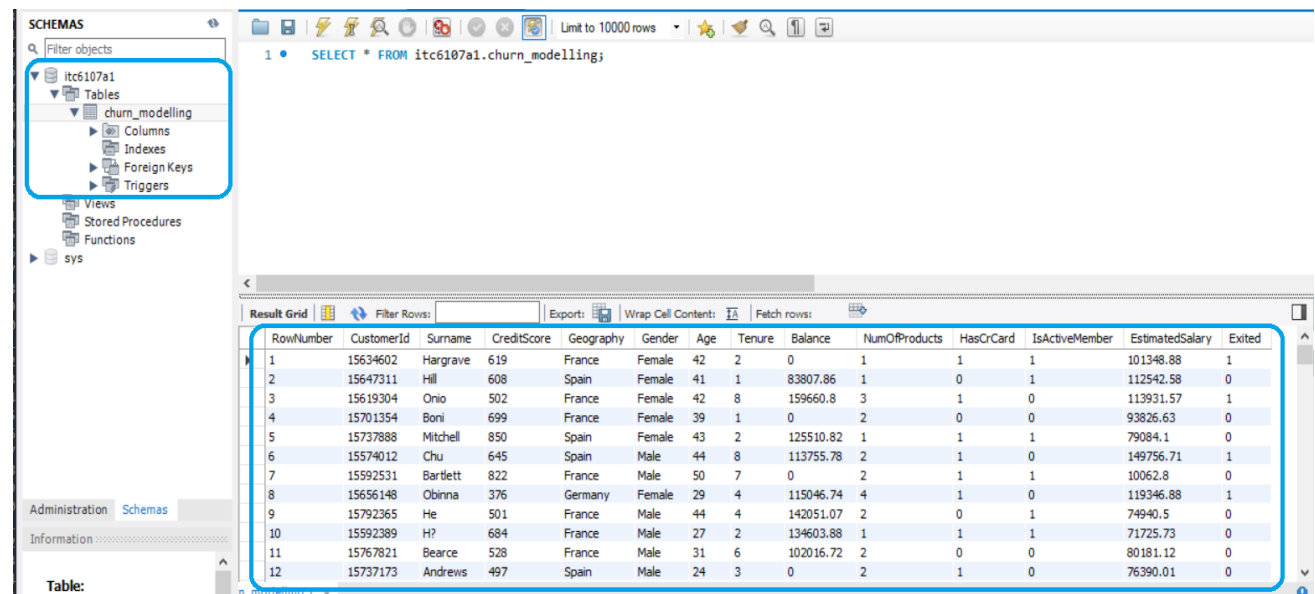 SCHEMAS
Filter objects
itc6107a1
Tables
churn_modelling
Columns
Indexes
Foreign Keys
Triggers
Views
Stored Procedures
Functions
sys
Administration Schemas
Information
Table:
Limit to 10000 rows
1 SELECT * FROM itc6107a1.churn_modelling;
Result Grid Filter Rows: Export: Wrap Cell Content: Fetch rows:
RowNumber CustomerId Surname CreditScore Geography Gender Age Tenure Balance NumOfProducts HasCrCard IsActiveMember EstimatedSalary Exited
1 15634602 Hargrave 619 France Female 42 2 0 1 1 1 101348.88 1
2 15647311 Hill 608 Spain Female 41 1 83807.86 1 0 1 112542.58 0
3 15619304 Onio 502 France Female 42 8 159660.8 3 1 0 113931.57 1
4 15701354 Boni 699 France Female 39 1 0 2 0 0 93826.63 0
5 15737888 Mitchell 850 Spain Female 43 2 125510.82 1 1 1 79084.1 0
6 15574012 Chu 645 Spain Male 44 8 113755.78 2 1 0 149756.71 1
7 15592531 Bartlett 822 France Male 50 7 0 2 1 1 10062.8 0
8 15656148 Obinna 376 Germany Female 29 4 115046.74 4 1 0 119346.88 1
9 15792365 He 501 France Male 44 4 142051.07 2 0 1 74940.5 0
10 15592389 H? 684 France Male 27 2 134603.88 1 1 1 71725.73 0
11 15767821 Bearce 528 France Male 31 6 102016.72 2 0 0 80181.12 0
12 15737173 Andrews 497 Spain Male 24 3 0 2 1 0 76390.01 0